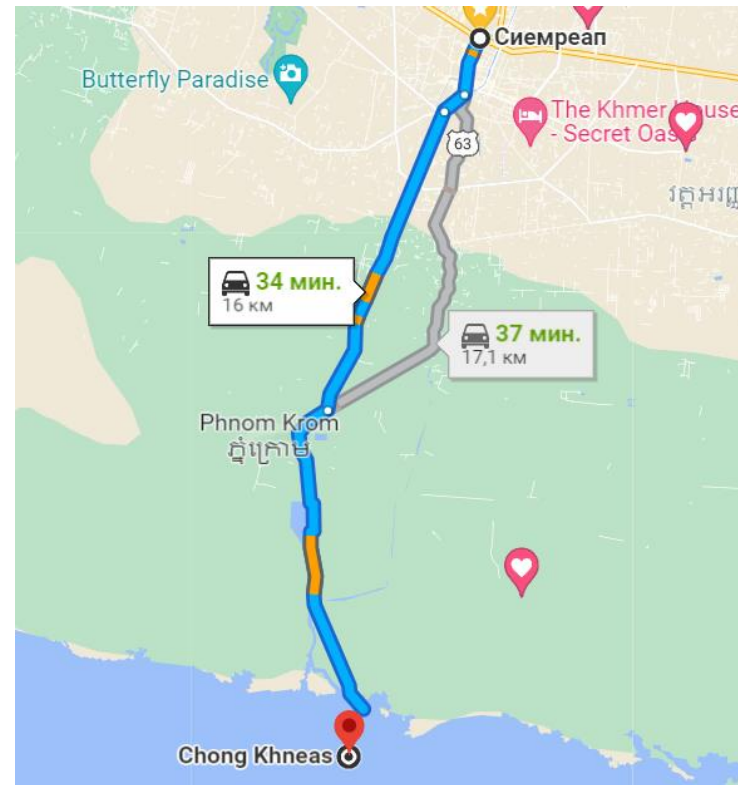 Сиемреап
Butterfly Paradise
The Khmer House
- Secret Oasis
63
34 мин.
16 км
37 мин.
17,1 км
Phnom Krom
ភ្នំក្រោម
Chong Khneas